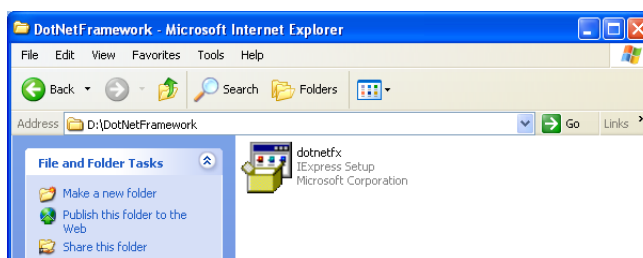 DotNetFramework - Microsoft Internet Explorer
File Edit View Favorites Tools Help
Back Search Folders
Address D:\DotNetFramework Go Links »
File and Folder Tasks
Make a new folder
Publish this folder to the
Web
Share this folder
dotnetfx
IExpress Setup
Microsoft Corporation